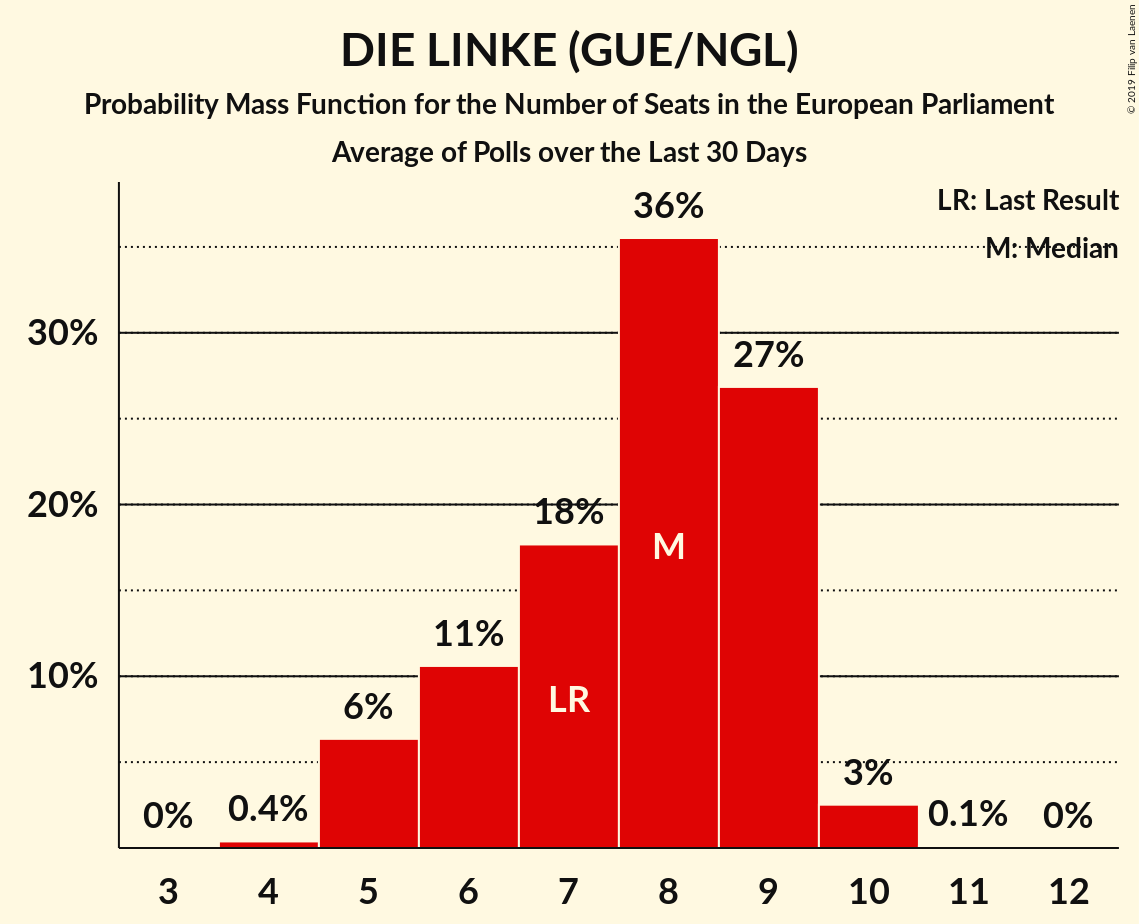 DIE LINKE (GUE/NGL)
Probability Mass Function for the Number of Seats in the European Parliament
Average of Polls over the Last 30 Days
© 2019 Filip van Laenen
LR: Last Result
M: Median
36%
30%
27%
20%
18%
M
11%
10%
6%
LR
3%
0%
0.4%
0.1%
0%
3 4 5 6 7 8 9 10 11 12